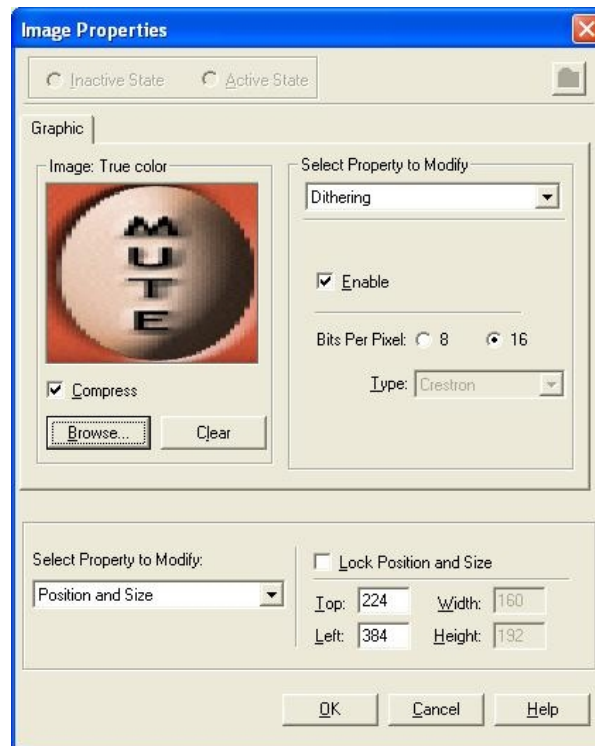 Image Properties
Inactive State Active State
Graphic
Image: True color
MUTE
Compress
Browse... Clear
Select Property to Modify
Dithering
Enable
Bits Per Pixel: 8 16
Type: Crestron
Select Property to Modify:
Position and Size
Lock Position and Size
Top: 224 Width: 160
Left: 384 Height: 192
OK Cancel Help